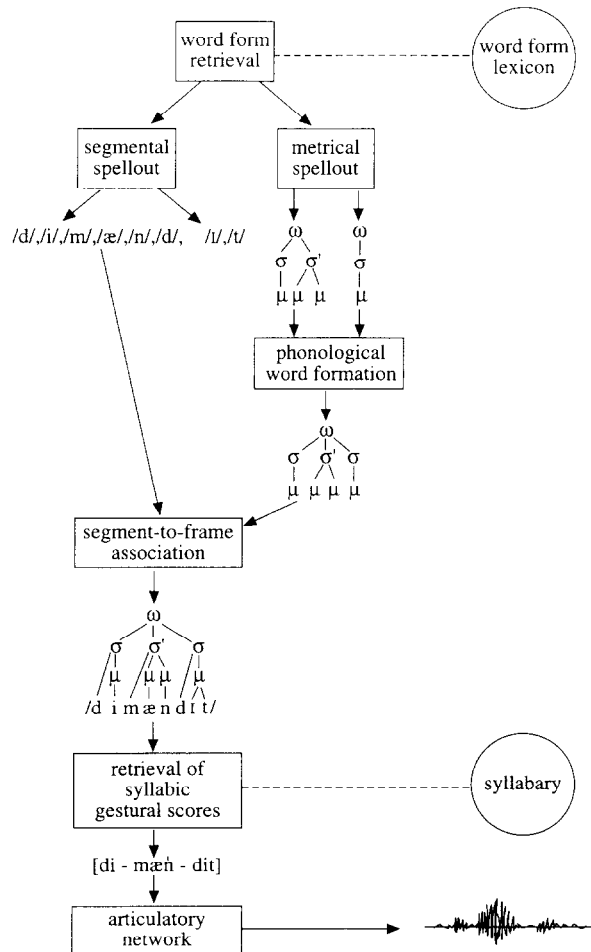 word form
retrieval
word form
lexicon
segmental
spellout
metrical
spellout
/d/,/i/,/m/,/æ/,/n/,/d/, /ɪ/,/t/
ω ω
σ σ' σ
μ μ μ μ
phonological
word formation
ω
σ σ' σ
μ μ μ μ
segment-to-frame
association
ω
σ σ' σ
μ μ μ μ
/d i m æ n d ɪ t/
retrieval of
syllabic
gestural scores
syllabary
[di - mæn' - dit]
articulatory
network